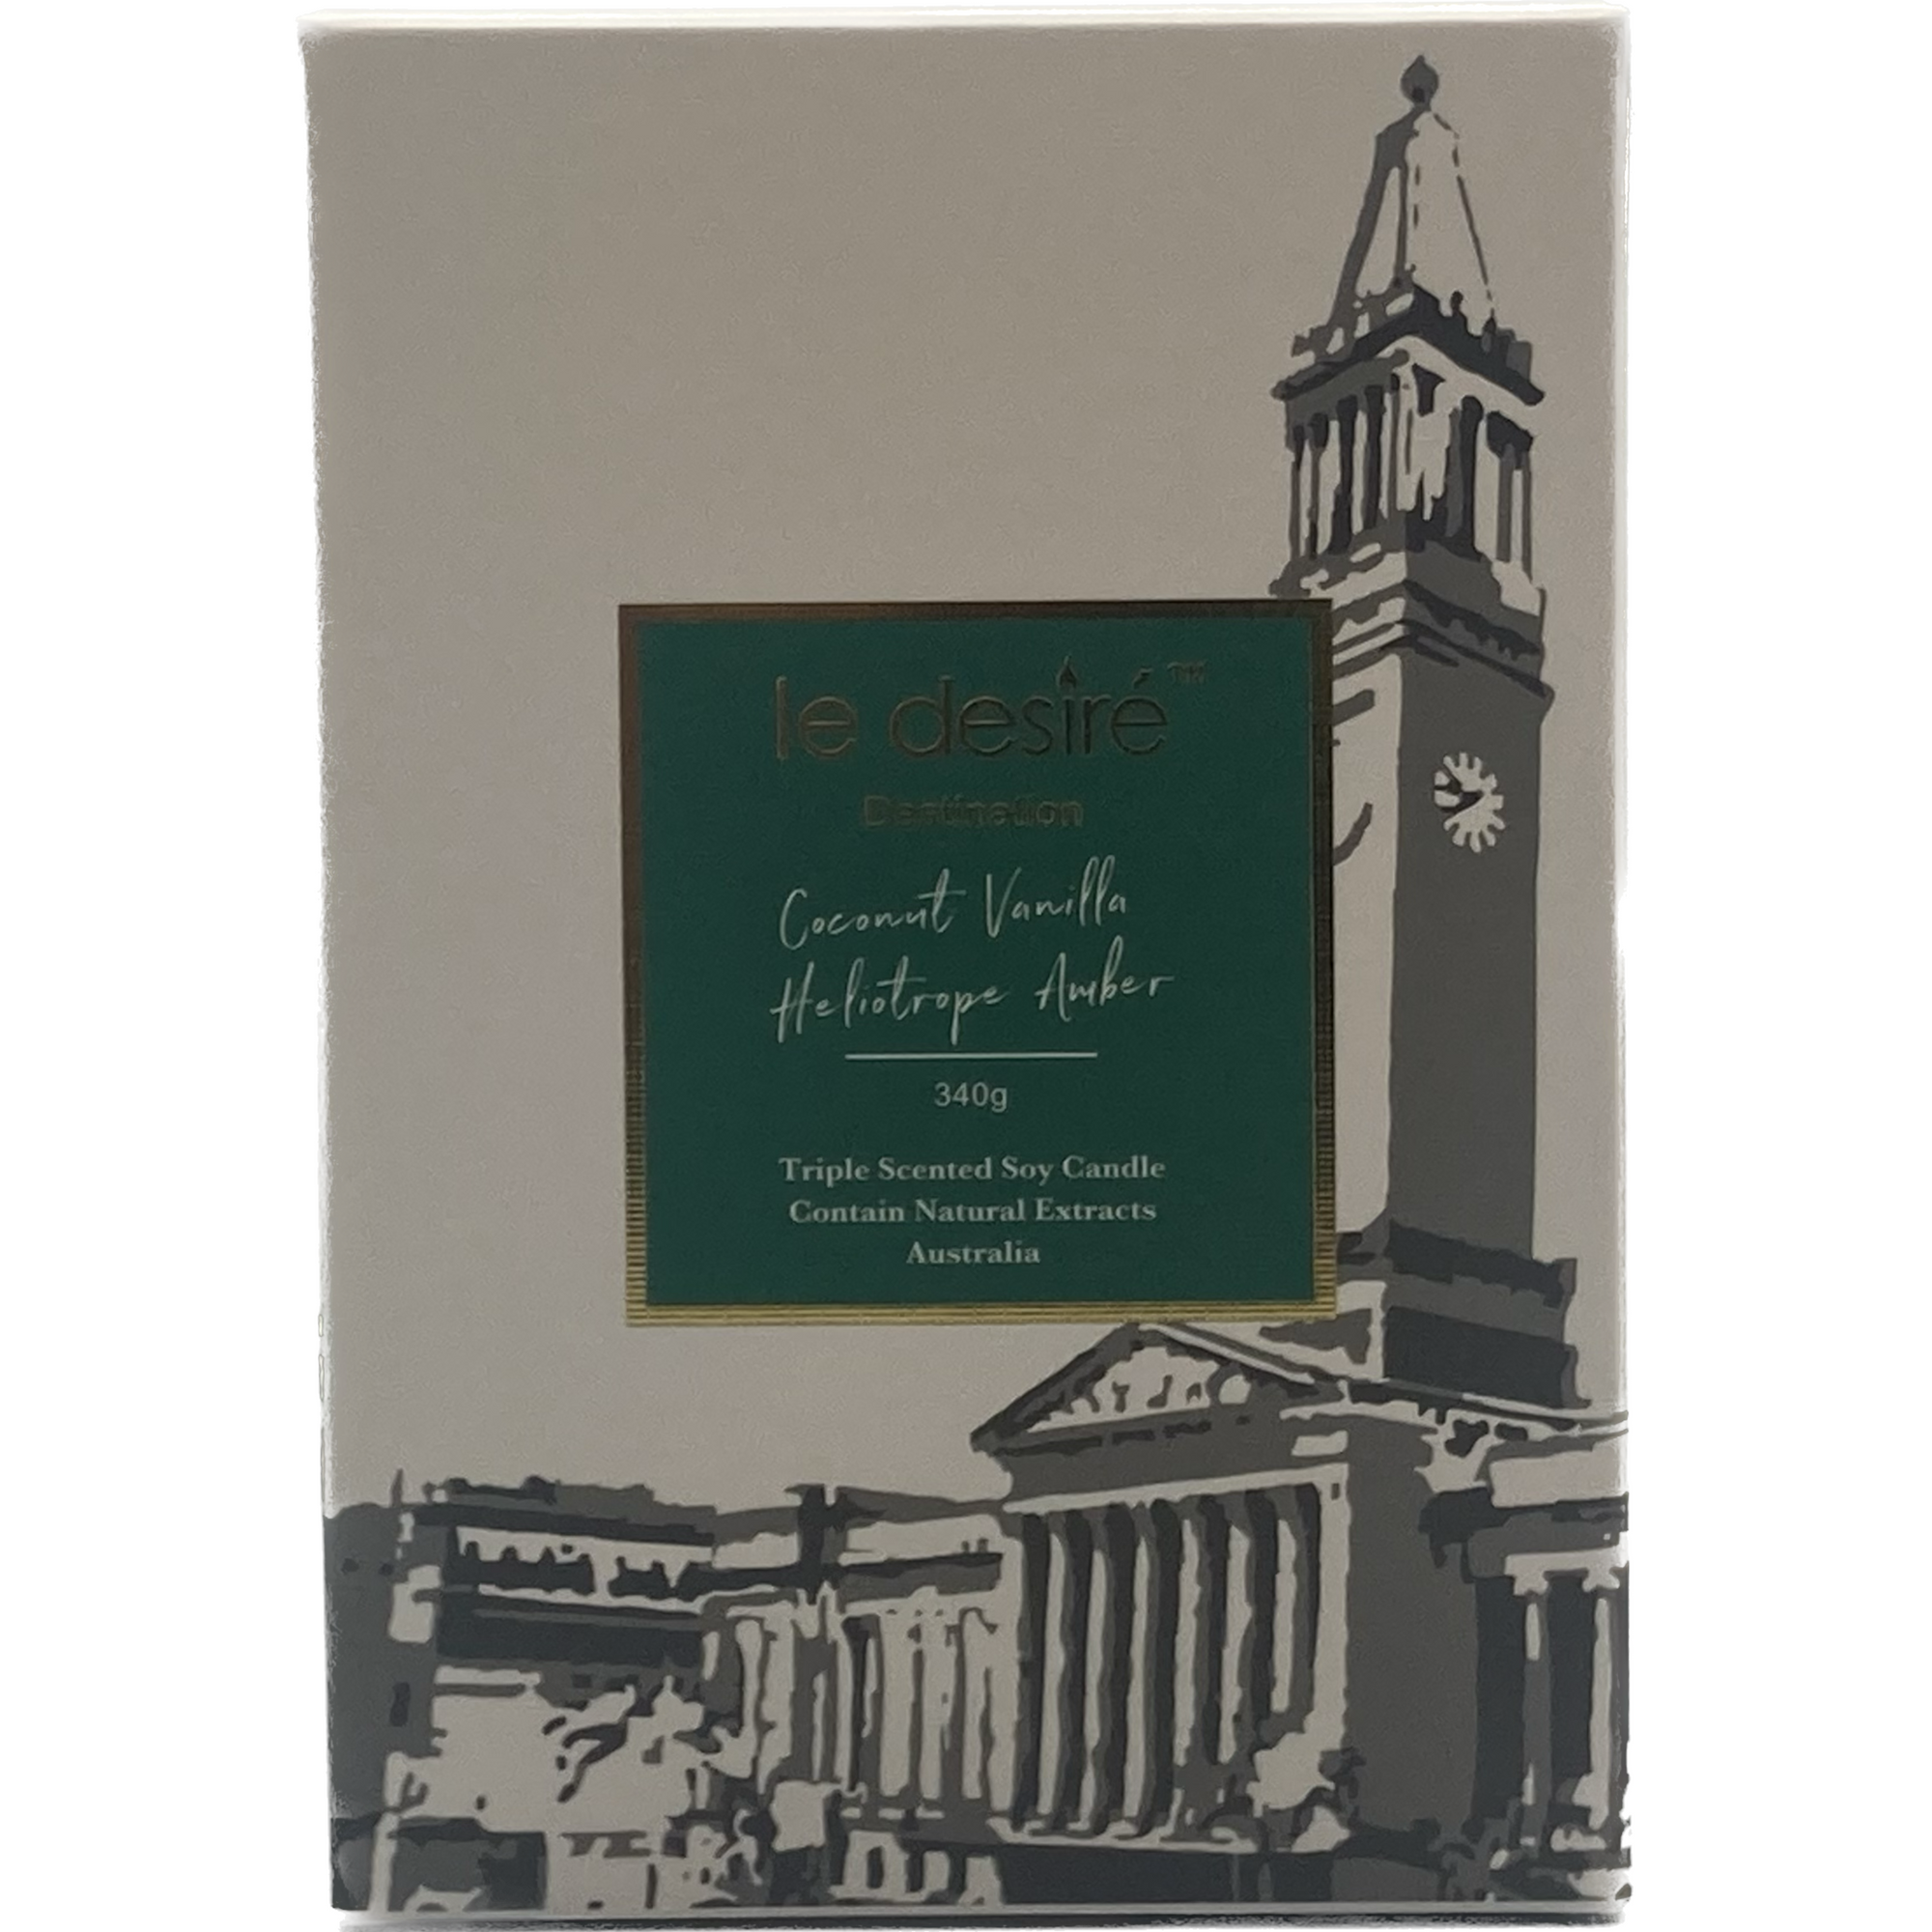 le desiré™
Destination
Coconut Vanilla
Heliotrope Amber
340g
Triple Scented Soy Candle
Contain Natural Extracts
Australia